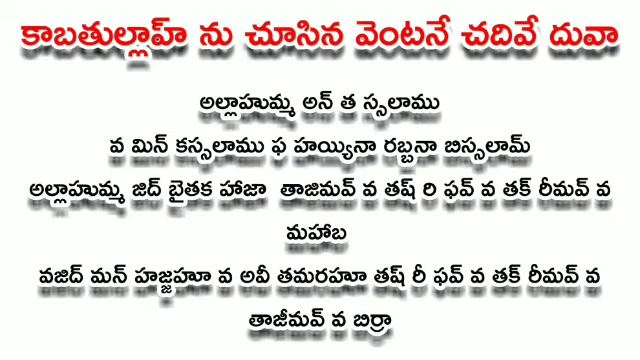 కాబతుల్లాహ్ ను చూసిన వెంటనే చదివే దువా
అల్లాహుమ్మ అన్ త స్సలాము
వ మిన్ కస్సలాము ఫ హయ్యినా రబ్బనా బిస్సలామ్
అల్లాహుమ్మ జిద్ బైతక హాజా తాజిమవ్ వ తష్ రి ఫవ్ వ తక్ రీమవ్ వ
మహాబ
వజిద్ మన్ హజ్జహూ వ అవీ తమరహూ తష్ రీ ఫవ్ వ తక్ రీమవ్ వ
తాజీమవ్ వ బిర్రా